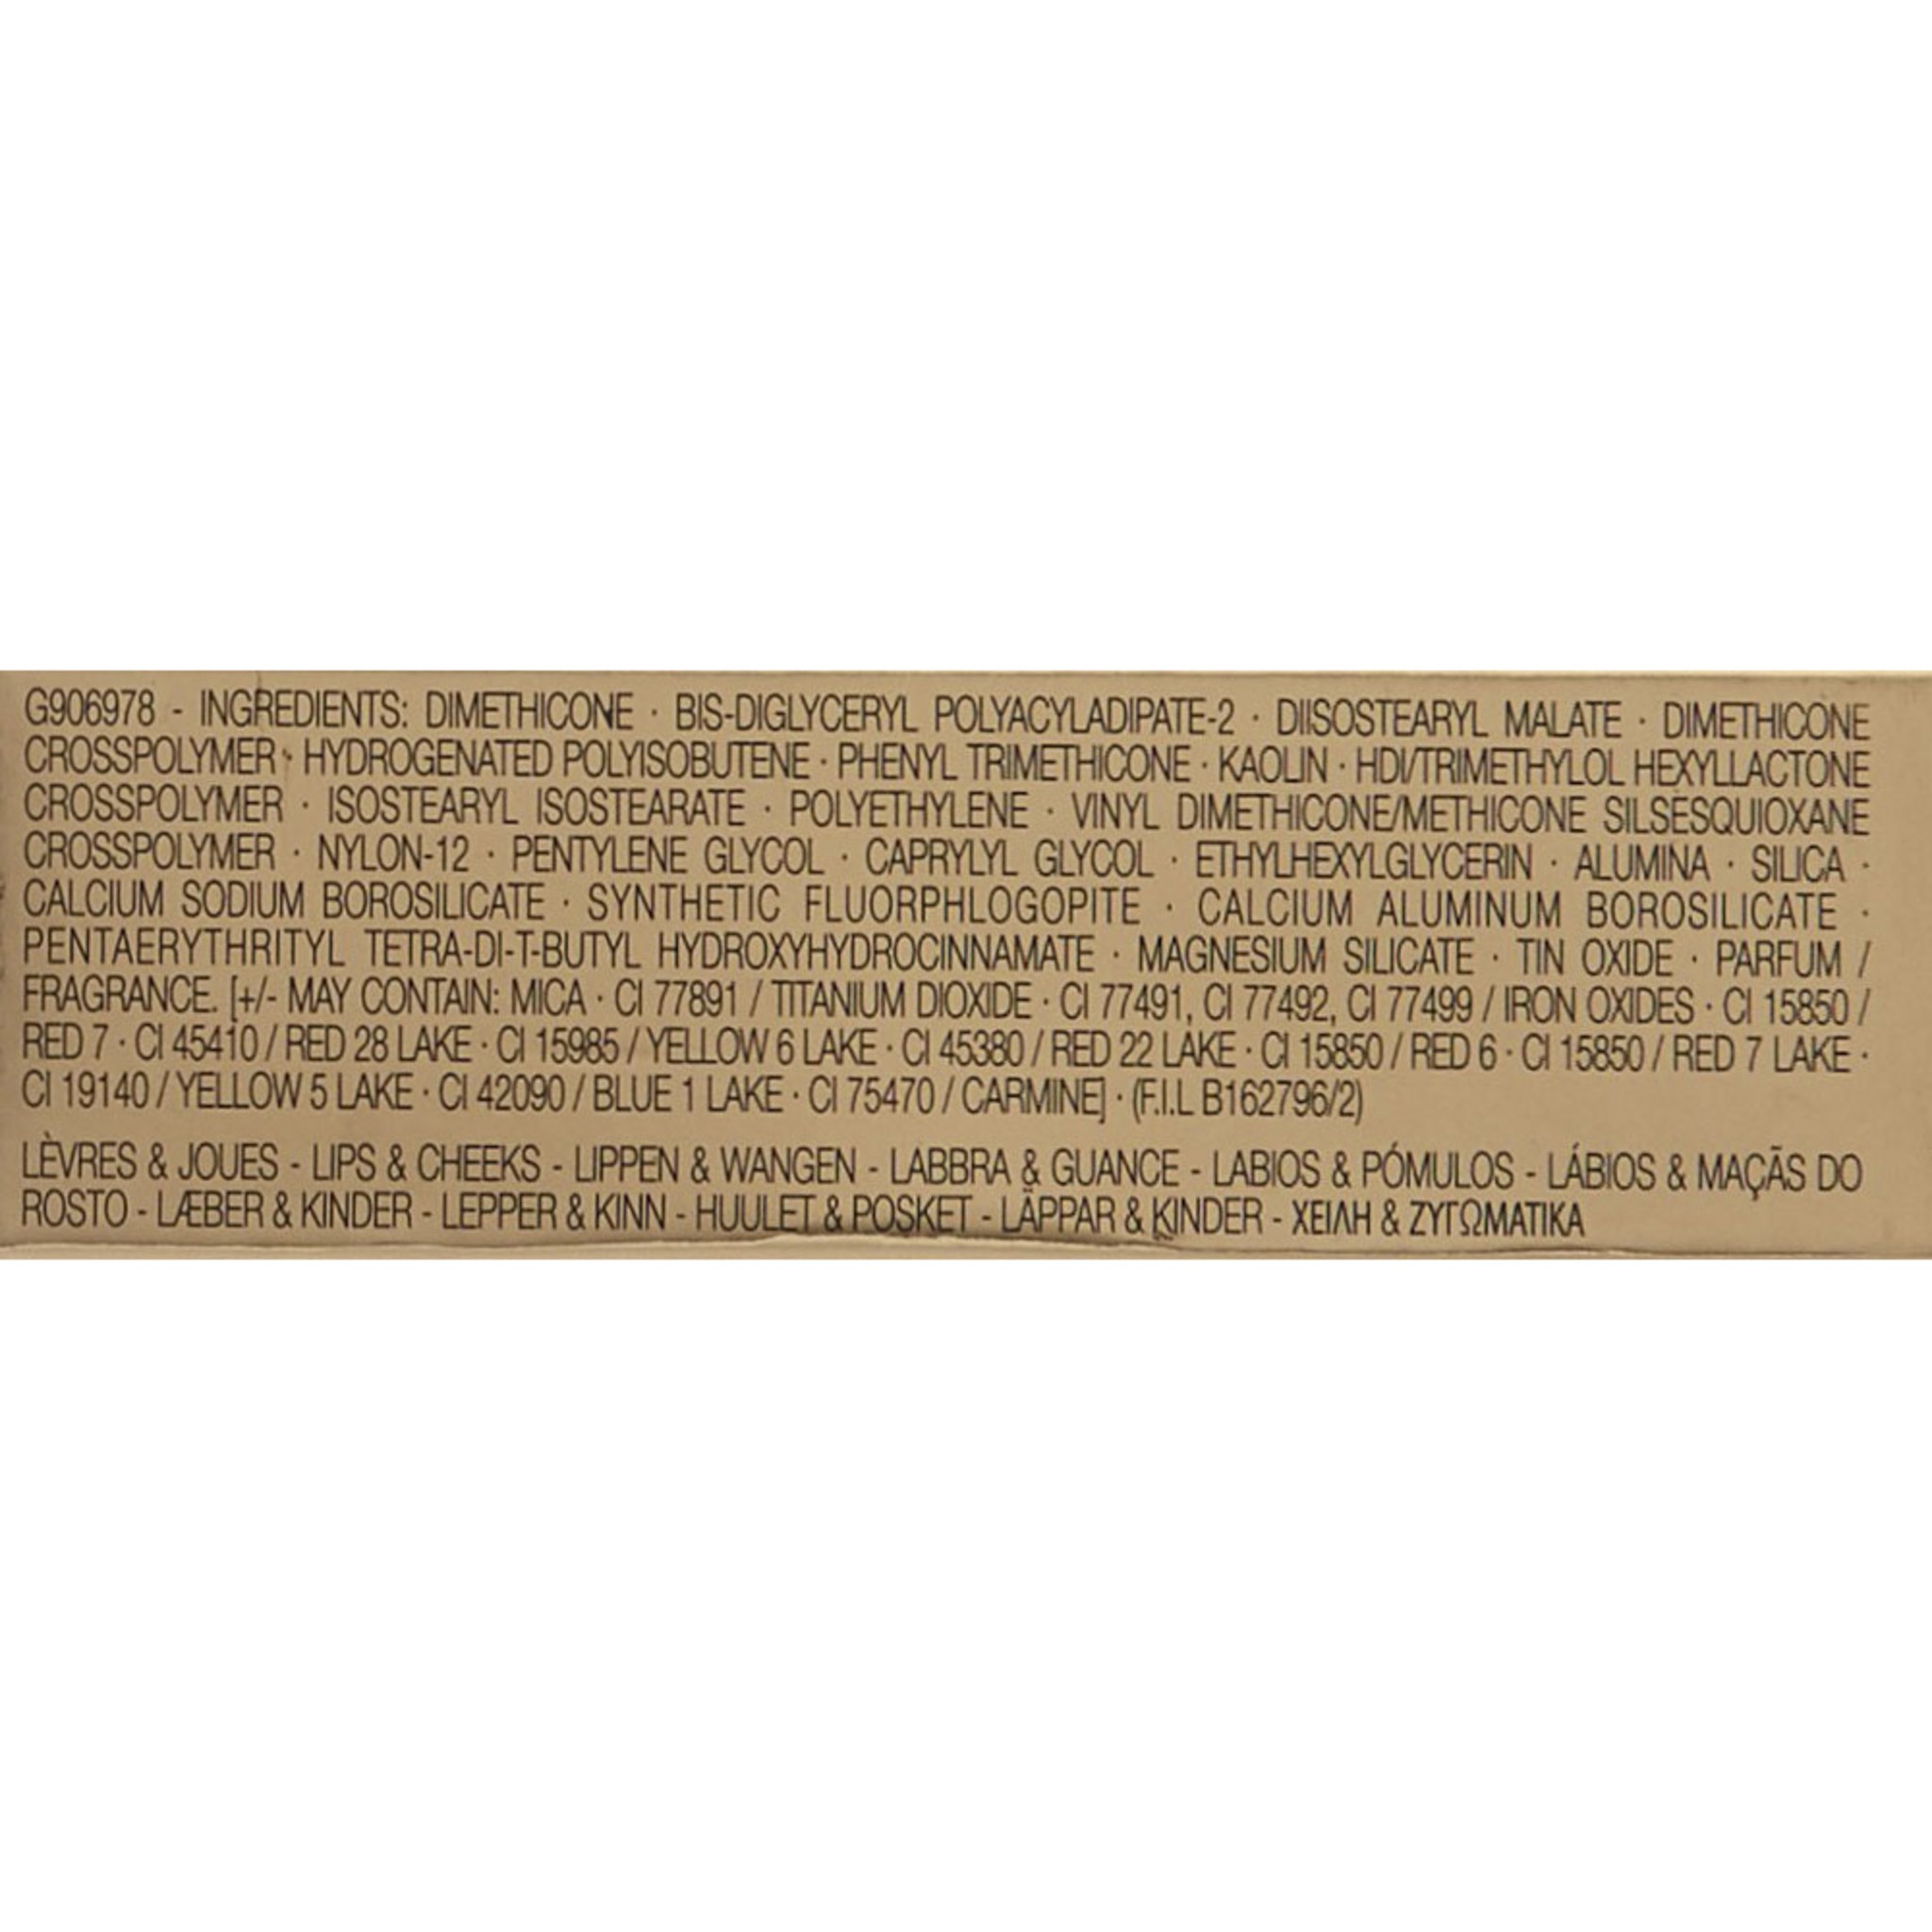 G906978 - INGREDIENTS: DIMETHICONE · BIS-DIGLYCERYL POLYACYLADIPATE-2 · DIISOSTEARYL MALATE · DIMETHICONE
CROSSPOLYMER · HYDROGENATED POLYISOBUTENE · PHENYL TRIMETHICONE · KAOLIN · HDI/TRIMETHYLOL HEXYLLACTONE
CROSSPOLYMER · ISOSTEARYL ISOSTEARATE · POLYETHYLENE · VINYL DIMETHICONE/METHICONE SILSESQUIOXANE
CROSSPOLYMER · NYLON-12 · PENTYLENE GLYCOL · CAPRYLYL GLYCOL · ETHYLHEXYLGLYCERIN · ALUMINA · SILICA ·
CALCIUM SODIUM BOROSILICATE · SYNTHETIC FLUORPHLOGOPITE · CALCIUM ALUMINUM BOROSILICATE ·
PENTAERYTHRITYL TETRA-DI-T-BUTYL HYDROXYHYDROCINNAMATE · MAGNESIUM SILICATE · TIN OXIDE · PARFUM /
FRAGRANCE. [+/- MAY CONTAIN: MICA · CI 77891 / TITANIUM DIOXIDE · CI 77491, CI 77492, CI 77499 / IRON OXIDES · CI 15850 /
RED 7 · CI 45410 / RED 28 LAKE · CI 15985 / YELLOW 6 LAKE · CI 45380 / RED 22 LAKE · CI 15850 / RED 6 · CI 15850 / RED 7 LAKE ·
CI 19140 / YELLOW 5 LAKE · CI 42090 / BLUE 1 LAKE · CI 75470 / CARMINE] · (F.I.L B162796/2)
LÈVRES & JOUES - LIPS & CHEEKS - LIPPEN & WANGEN - LABBRA & GUANCE - LABIOS & PÓMULOS - LÁBIOS & MAÇÃS DO
ROSTO - LÆBER & KINDER - LEPPER & KINN - HUULET & POSKET - LÄPPAR & KINDER - ΧΕΙΛΗ & ΖΥΓΩΜΑΤΙΚΑ